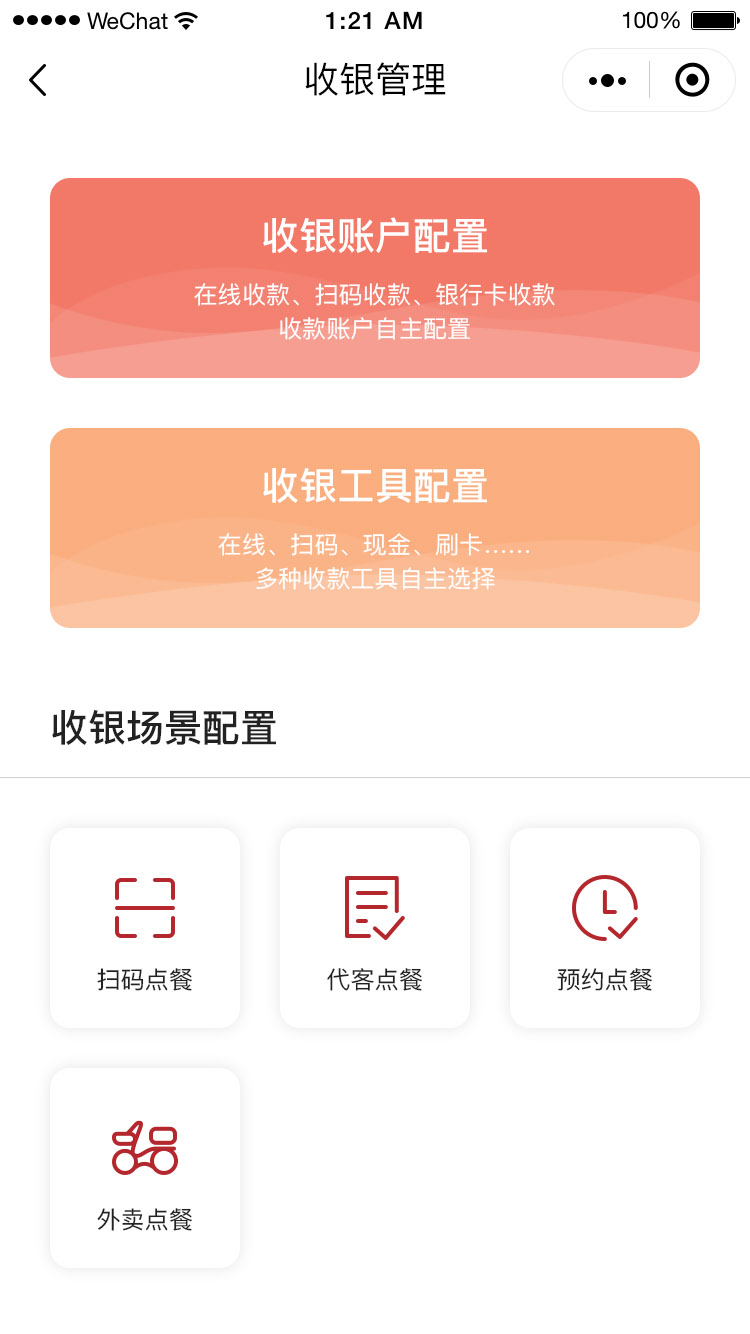 ●●●●● WeChat 1:21 AM 100%
收银管理
收银账户配置
在线收款、扫码收款、银行卡收款
收款账户自主配置
收银工具配置
在线、扫码、现金、刷卡……
多种收款工具自主选择
收银场景配置
扫码点餐 代客点餐 预约点餐
外卖点餐